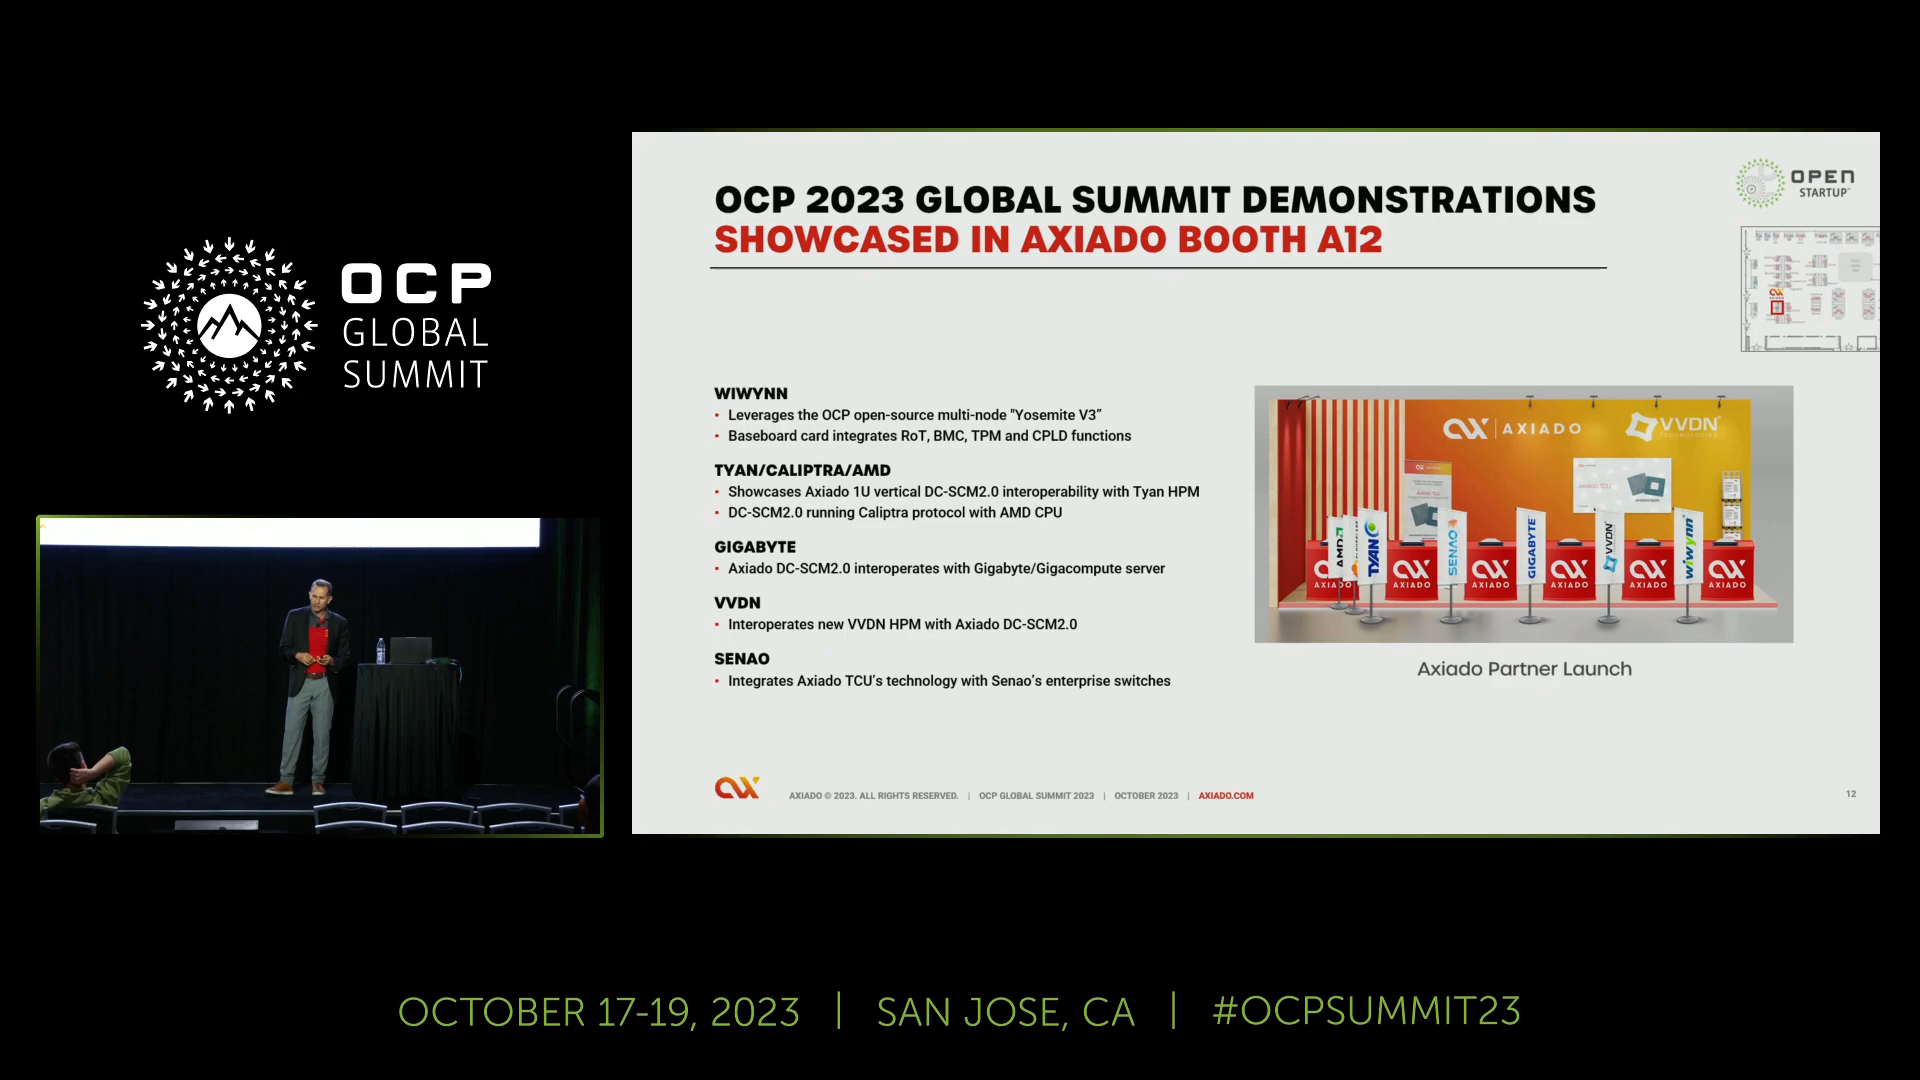 OCP
GLOBAL
SUMMIT
OCP 2023 GLOBAL SUMMIT DEMONSTRATIONS
SHOWCASED IN AXIADO BOOTH A12
OPEN
STARTUP™
WIWYNN
• Leverages the OCP open-source multi-node "Yosemite V3”
• Baseboard card integrates RoT, BMC, TPM and CPLD functions
TYAN/CALIPTRA/AMD
• Showcases Axiado 1U vertical DC-SCM2.0 interoperability with Tyan HPM
• DC-SCM2.0 running Caliptra protocol with AMD CPU
GIGABYTE
• Axiado DC-SCM2.0 interoperates with Gigabyte/Gigacompute server
VVDN
• Interoperates new VVDN HPM with Axiado DC-SCM2.0
SENAO
• Integrates Axiado TCU’s technology with Senao’s enterprise switches
AXIADO
VVDN
TECHNOLOGIES
Axiado TCU
AMD
TYAN
SENAO
GIGABYTE
VVDN
wiwynn
AXIADO
AXIADO
AXIADO
AXIADO
AXIADO
Axiado Partner Launch
AXIADO © 2023. ALL RIGHTS RESERVED. | OCP GLOBAL SUMMIT 2023 | OCTOBER 2023 | AXIADO.COM
12
OCTOBER 17-19, 2023 | SAN JOSE, CA | #OCPSUMMIT23